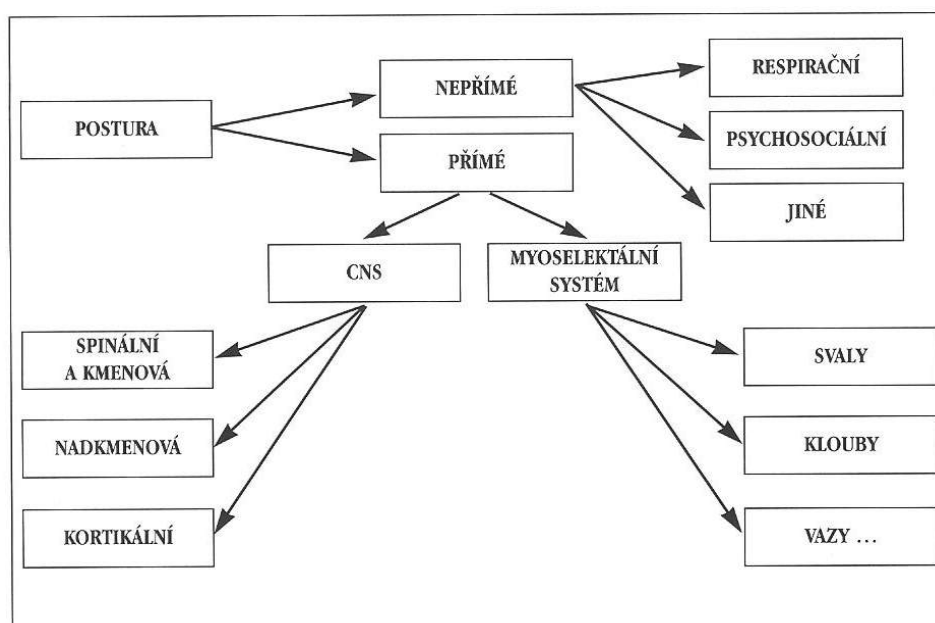 POSTURA
NEPŘÍMÉ
PŘÍMÉ
RESPIRAČNÍ
PSYCHOSOCIÁLNÍ
JINÉ
CNS
MYOSELEKTÁLNÍ
SYSTÉM
SPINÁLNÍ
A KMENOVÁ
NADKMENOVÁ
KORTIKÁLNÍ
SVALY
KLOUBY
VAZY ...